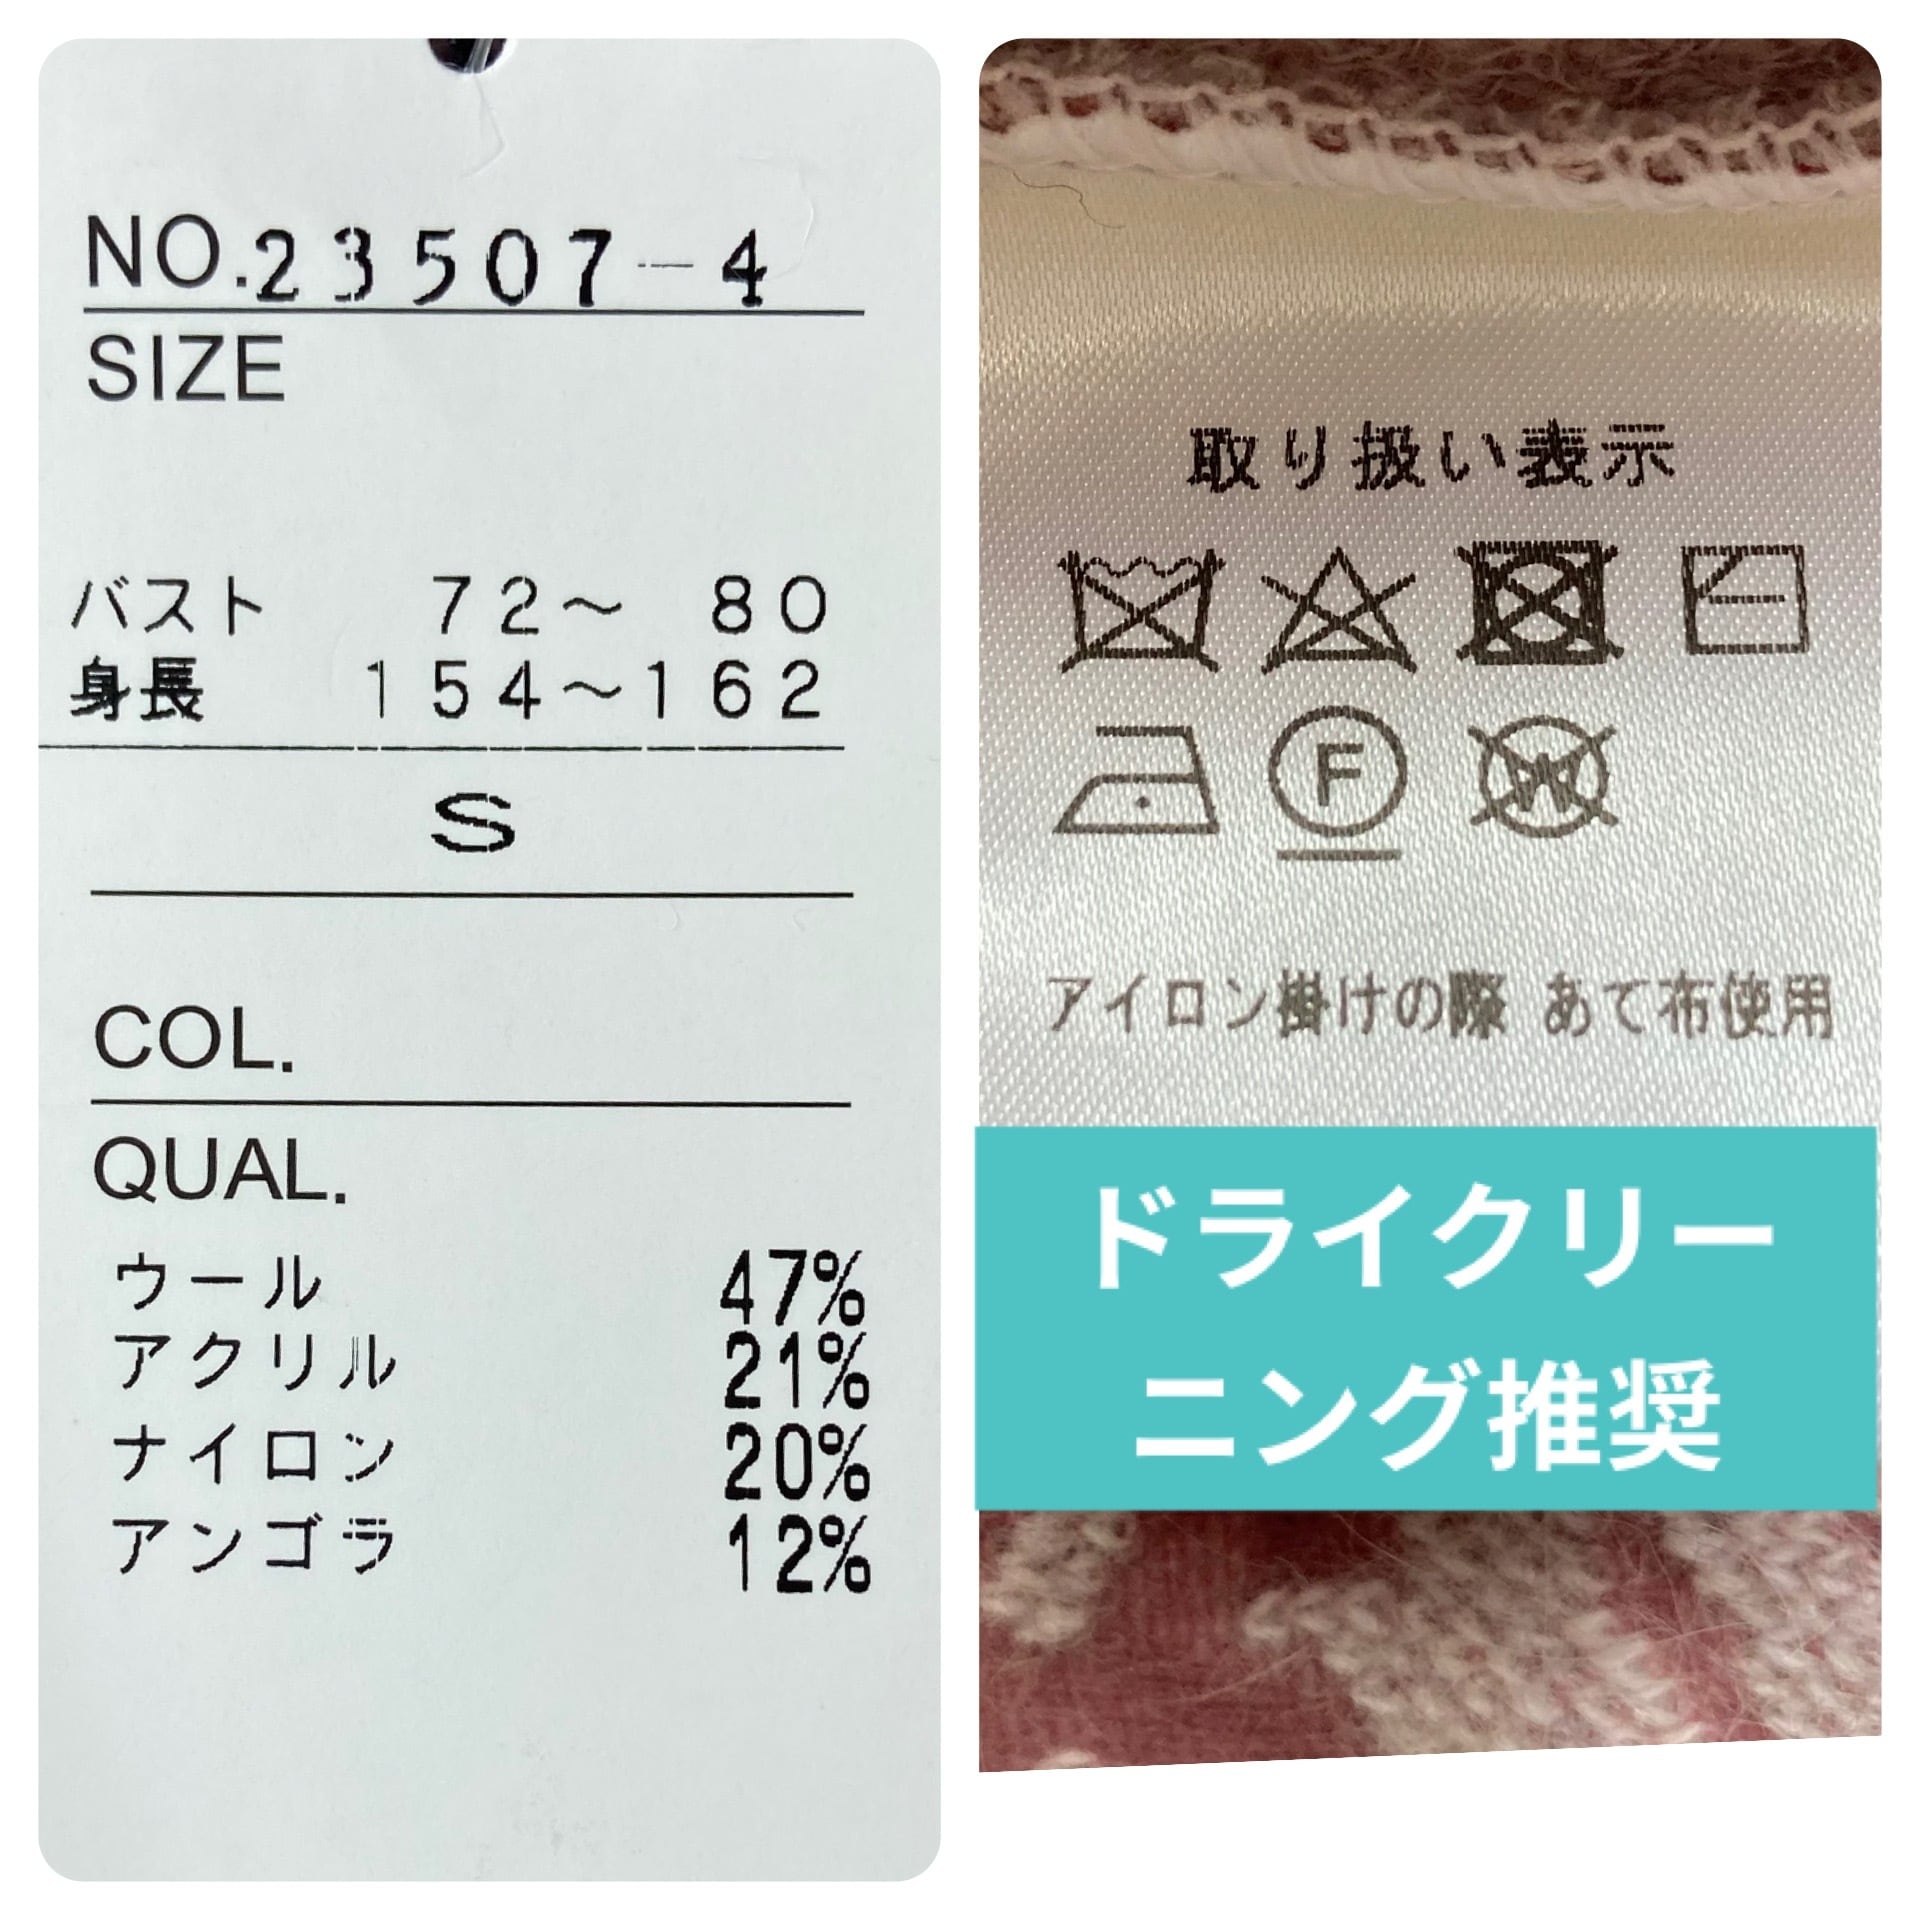 NO.23507-4
SIZE
バスト 72～ 80
身長 154～162
S
COL.
QUAL.
ウール 47%
アクリル 21%
ナイロン 20%
アンゴラ 12%
取り扱い表示
F W
アイロン掛けの際 あて布使用
ドライクリー
ニング推奨